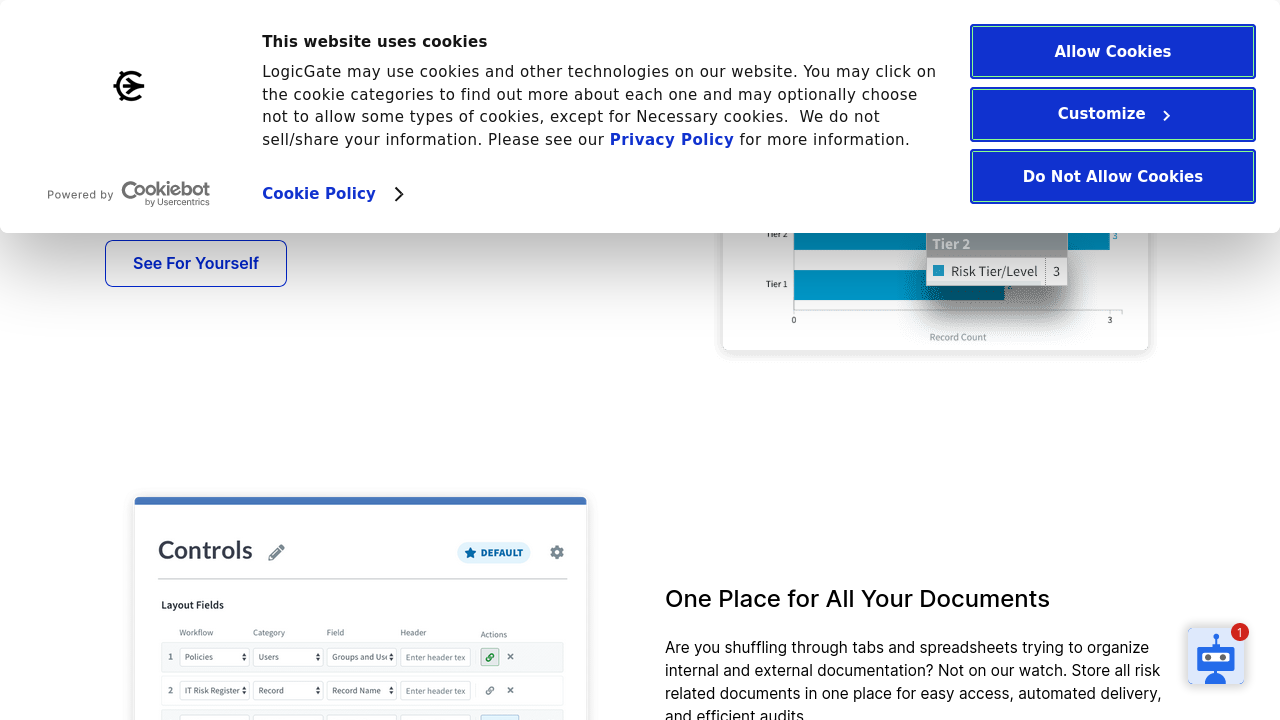 This website uses cookies
LogicGate may use cookies and other technologies on our website. You may click on
the cookie categories to find out more about each one and may optionally choose
not to allow some types of cookies, except for Necessary cookies.  We do not
sell/share your information. Please see our Privacy Policy for more information.
Allow Cookies
Customize
Do Not Allow Cookies
Powered by Cookiebot
by Usercentrics
Cookie Policy
See For Yourself
Tier 2
3
Tier 2
Risk Tier/Level 3
Tier 1
2
0 3
Record Count
Controls
DEFAULT
Layout Fields
Workflow Category Field Header Actions
1 Policies Users Groups and Use Enter header tex
2 IT Risk Register Record Record Name Enter header tex
One Place for All Your Documents
Are you shuffling through tabs and spreadsheets trying to organize
internal and external documentation? Not on our watch. Store all risk
related documents in one place for easy access, automated delivery,
and efficient audits.
1